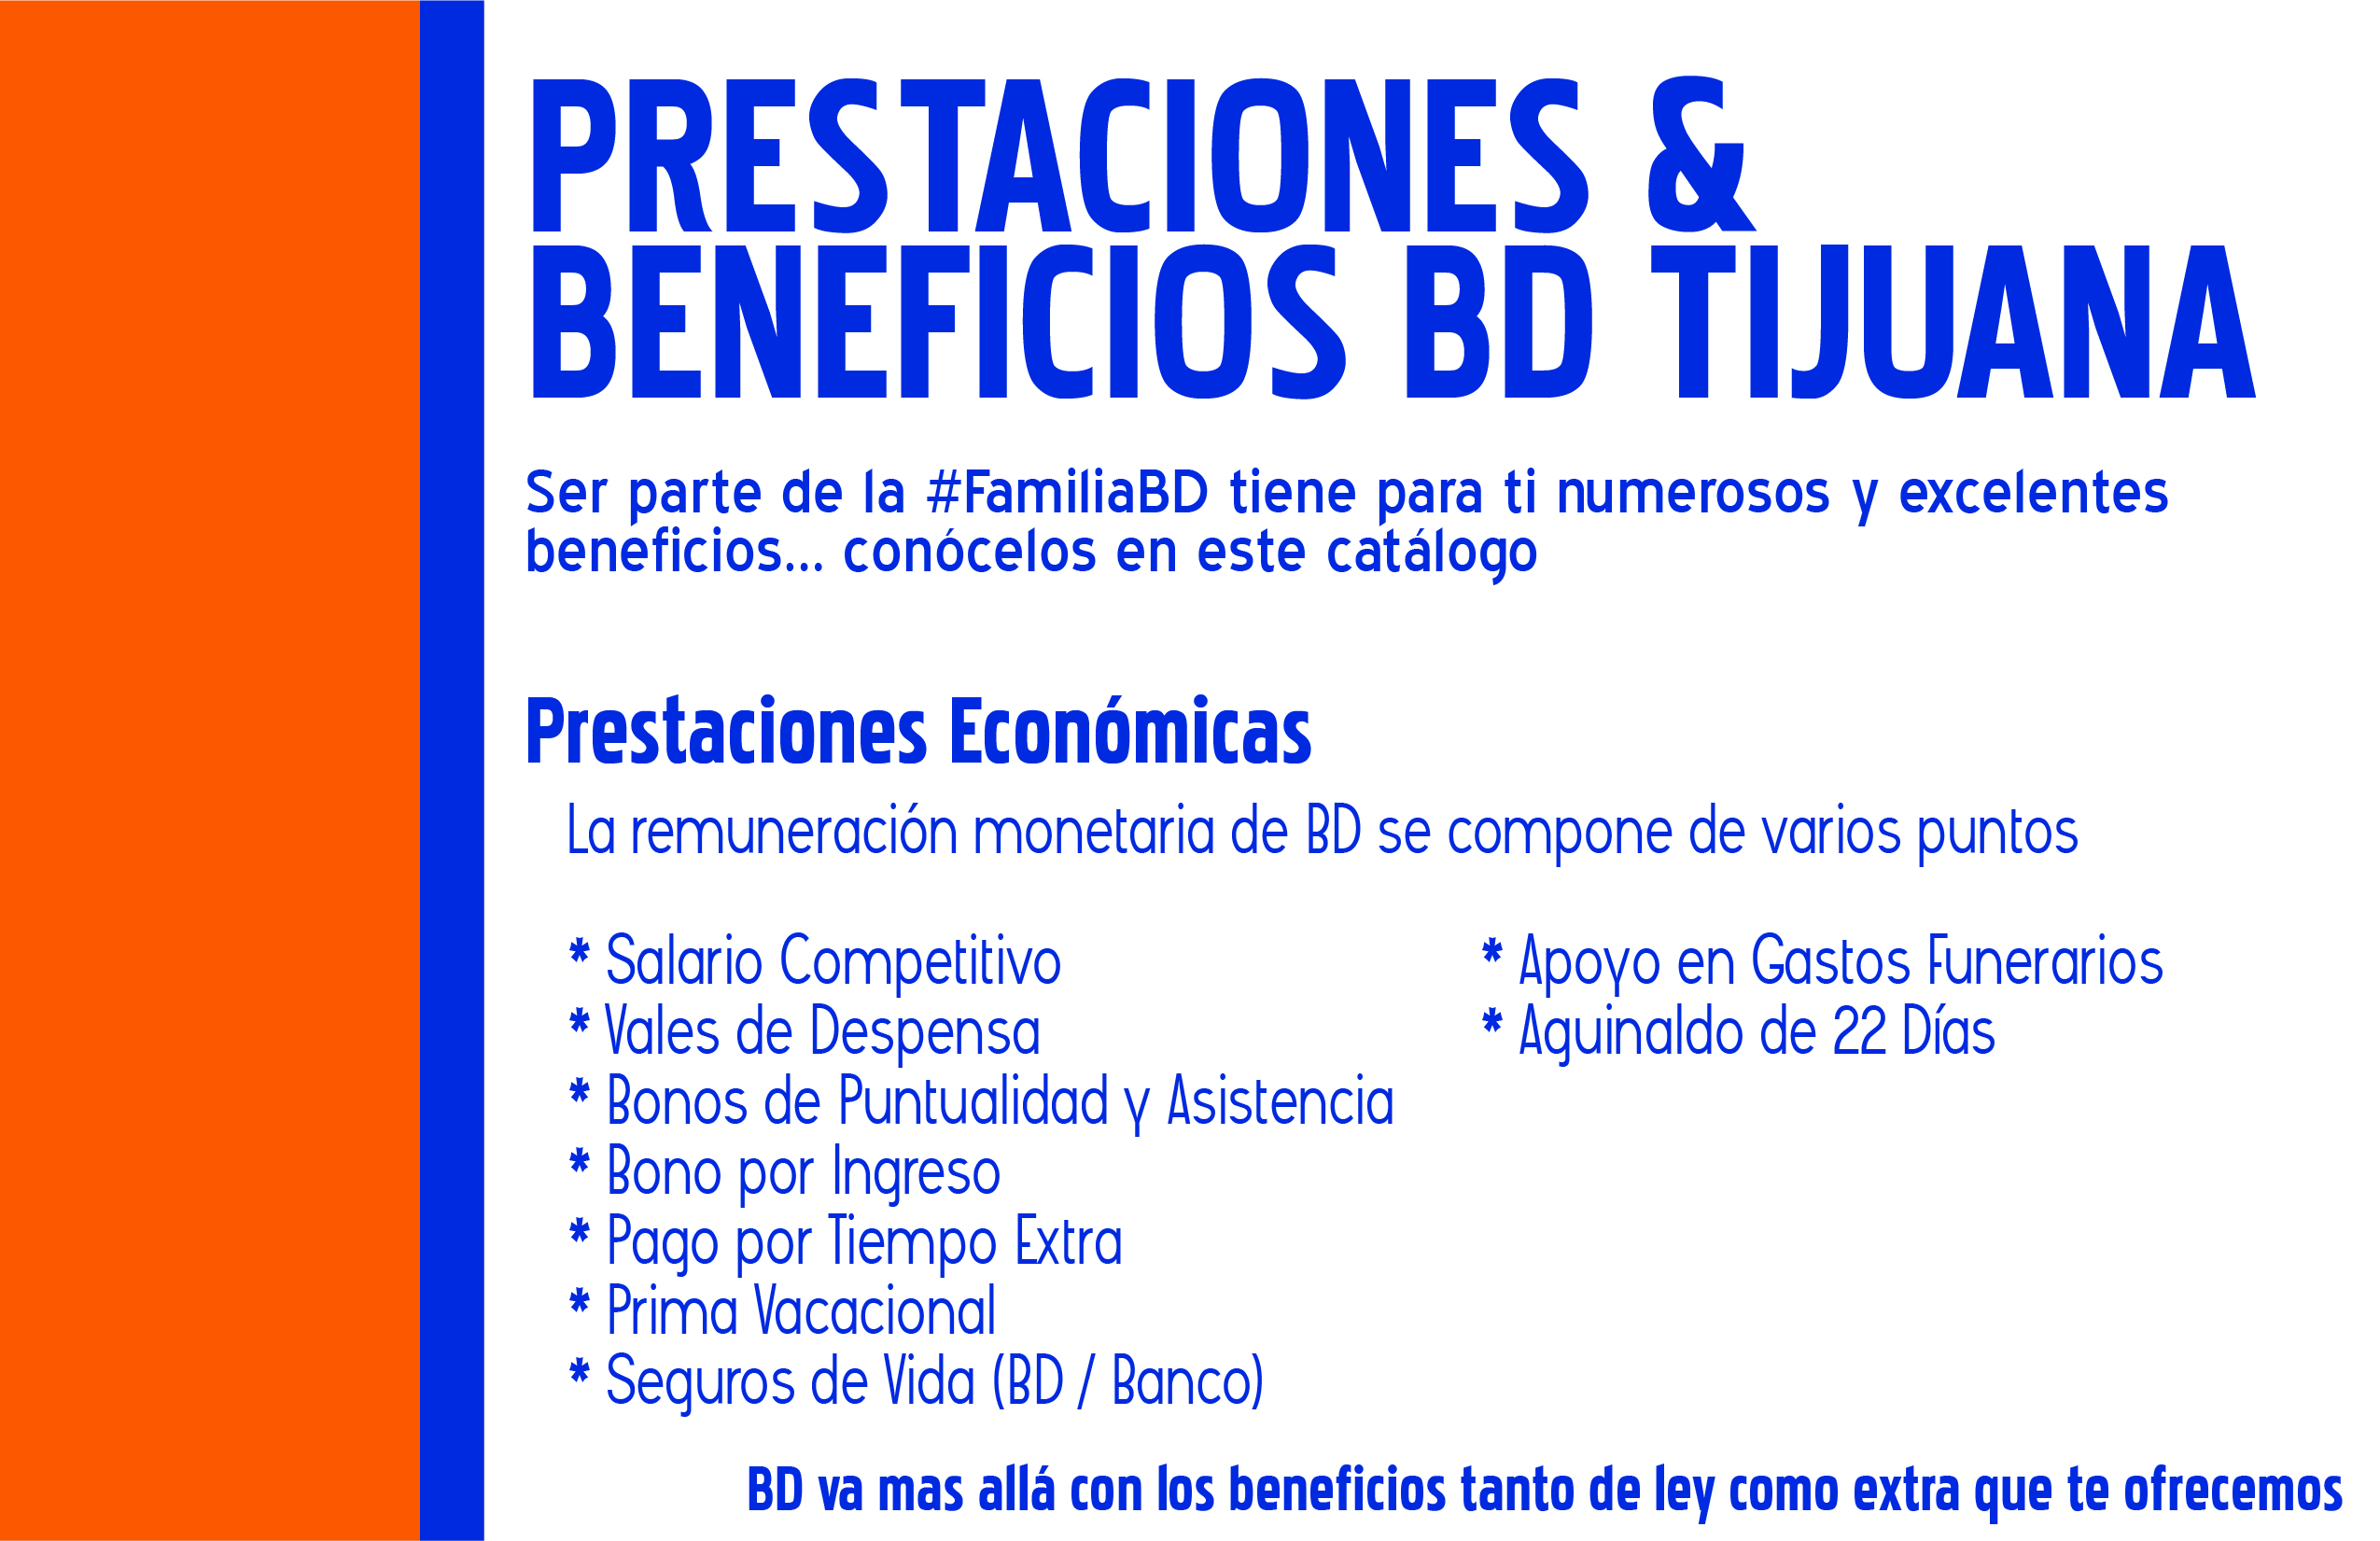 PRESTACIONES &
BENEFICIOS BD TIJUANA
Ser parte de la #FamiliaBD tiene para ti numerosos y excelentes
beneficios... conócelos en este catálogo
Prestaciones Económicas
La remuneración monetaria de BD se compone de varios puntos
* Salario Competitivo
* Vales de Despensa
* Bonos de Puntualidad y Asistencia
* Bono por Ingreso
* Pago por Tiempo Extra
* Prima Vacacional
* Seguros de Vida (BD / Banco)
* Apoyo en Gastos Funerarios
* Aguinaldo de 22 Días
BD va mas allá con los beneficios tanto de ley como extra que te ofrecemos